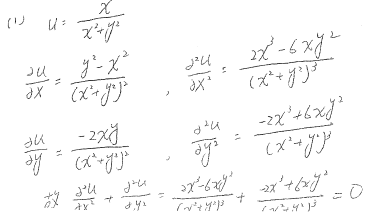 (1) u = x / (x²+y²)
∂u/∂x = (y²-x²) / (x²+y²)² , ∂²u/∂x² = (2x³-6xy²) / (x²+y²)³
∂u/∂y = -2xy / (x²+y²)² , ∂²u/∂y² = (-2x³+6xy²) / (x²+y²)³
∂²u/∂x² + ∂²u/∂y² = (2x³-6xy²) / (x²+y²)³ + (-2x³+6xy²) / (x²+y²)³ = 0